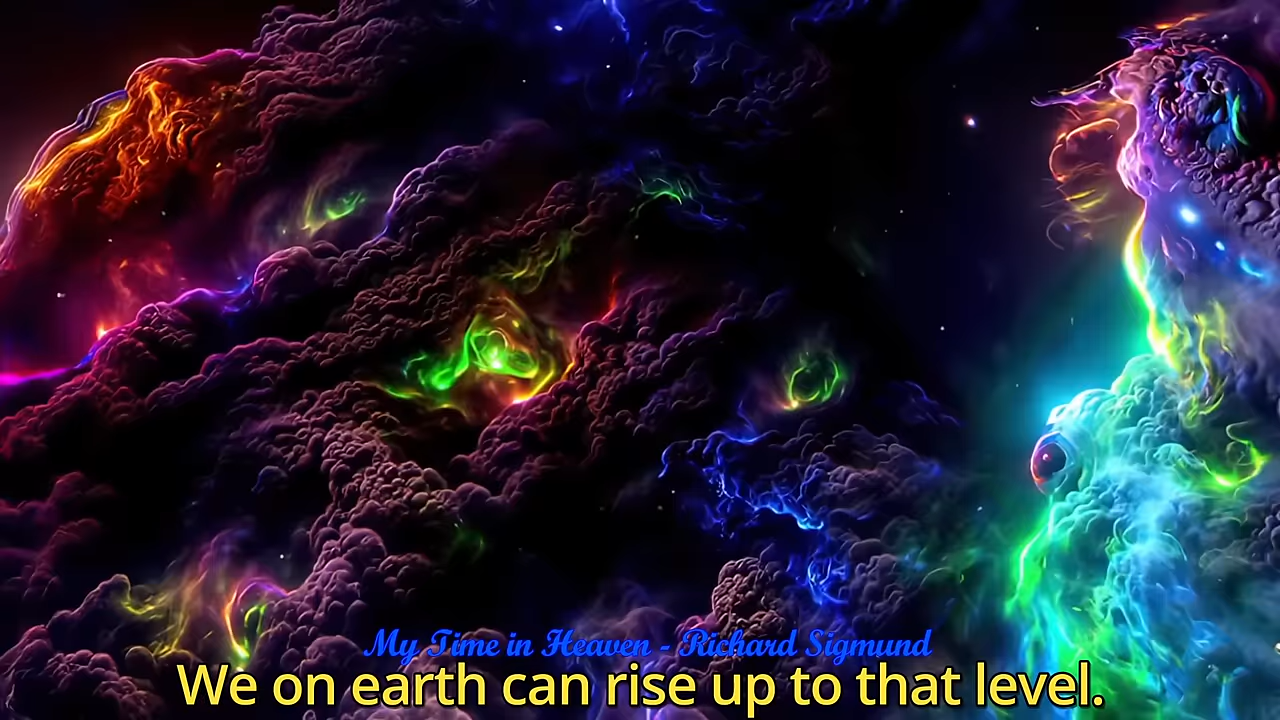 My Time in Heaven - Richard Sigmund
We on earth can rise up to that level.